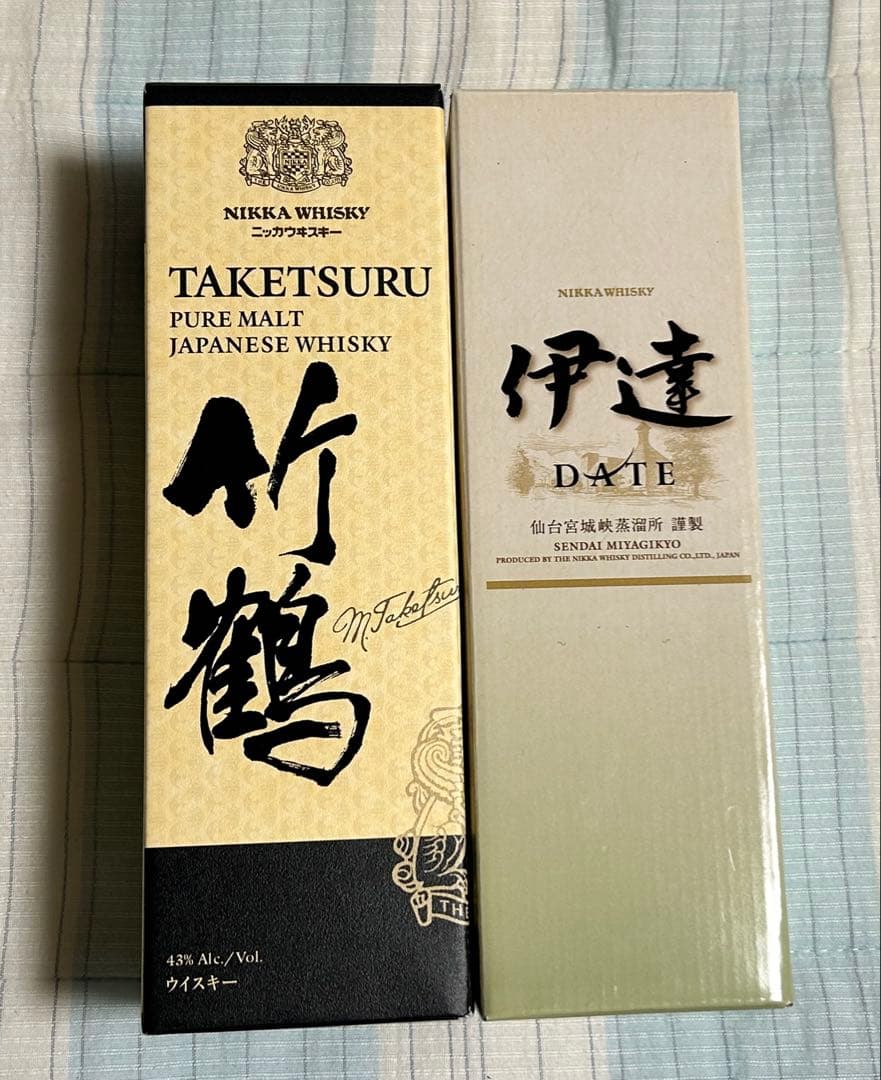 NIKKA WHISKY
ニッカウヰスキー
TAKETSURU
PURE MALT
JAPANESE WHISKY
竹鶴
M. Taketsu
THE
43% Alc./Vol.
ウイスキー
NIKKA WHISKY
伊達
DATE
仙台宮城峡蒸溜所 謹製
SENDAI MIYAGIKYO
PRODUCED BY THE NIKKA WHISKY DISTILLING CO.,LTD., JAPAN